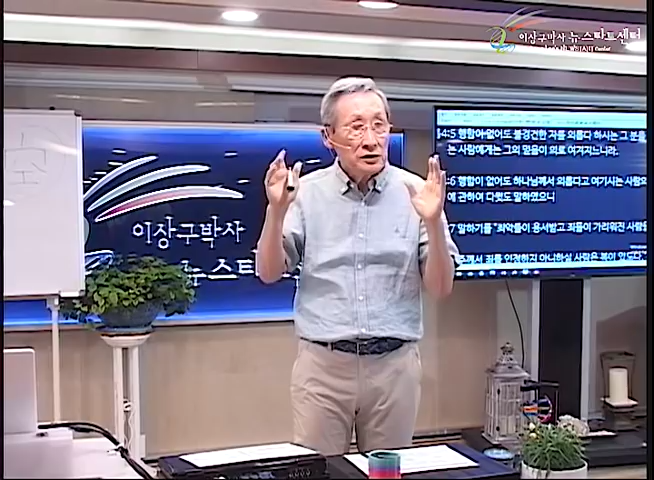 이상구박사 뉴스타트센터
4:5 행함이 없어도 불경건한 자를 의롭다 하시는 그 분을
는 사람에게는 그의 믿음이 의로 여겨지느니라.
:6 행함이 없어도 하나님께서 의롭다고 여기시는 사람의
에 관하여 다윗도 말하니
7 말하기를 "죄악들이 용서받고 죄들이 가리워진 사람
께서 죄를 인정하지 아니하실 사람은 복이 있도다
이상구박사
뉴스타
공